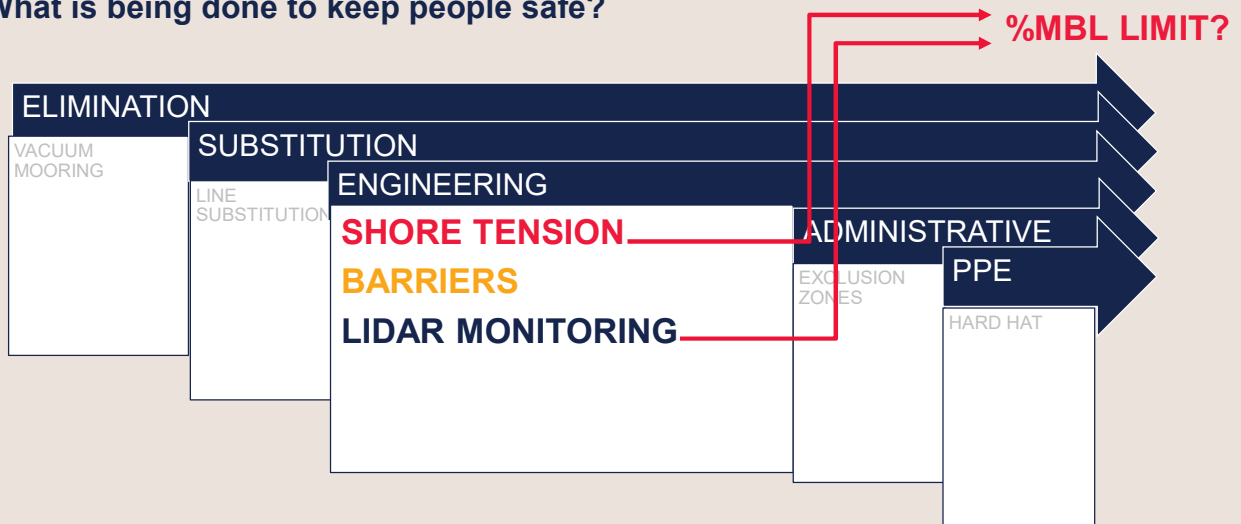 What is being done to keep people safe?
%MBL LIMIT?
ELIMINATION
VACUUM
MOORING
SUBSTITUTION
LINE
SUBSTITUTION
ENGINEERING
SHORE TENSION
BARRIERS
LIDAR MONITORING
ADMINISTRATIVE
EXCLUSION
ZONES
PPE
HARD HAT